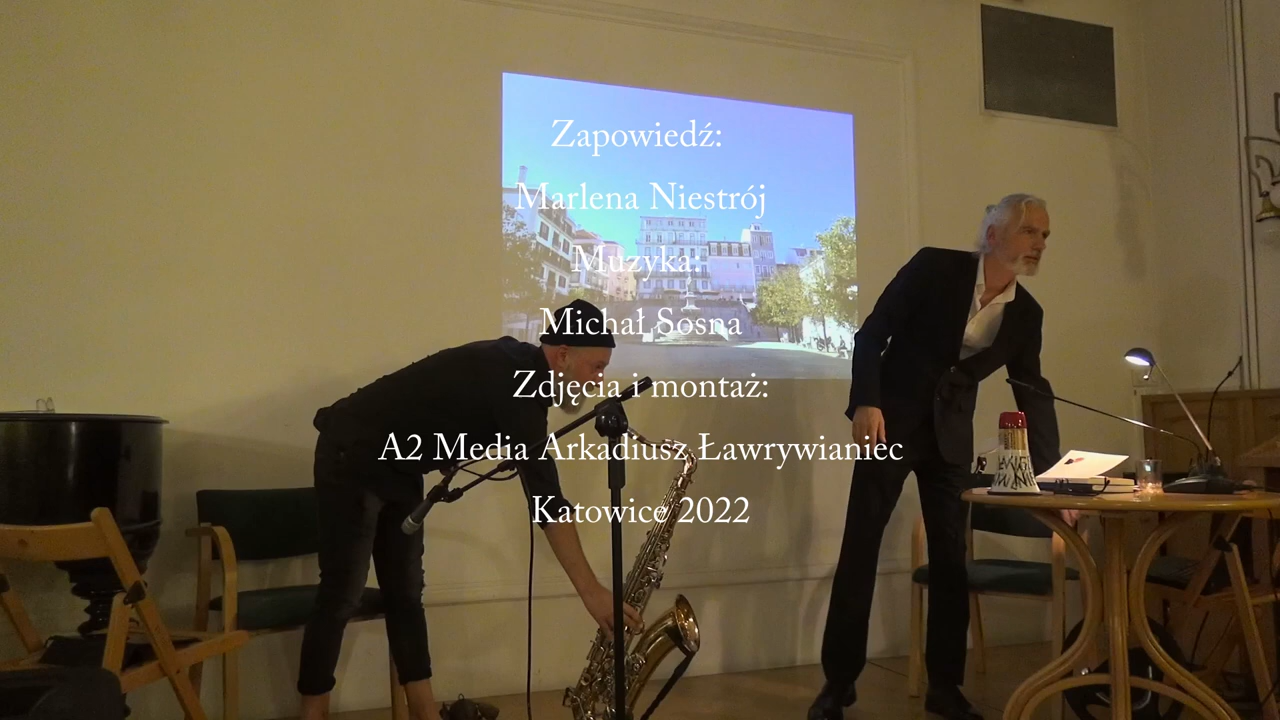 Zapowiedź:
Marlena Niestrój
Muzyka:
Michał Sosna
Zdjęcia i montaż:
A2 Media Arkadiusz Ławrywianiec
Katowice 2022